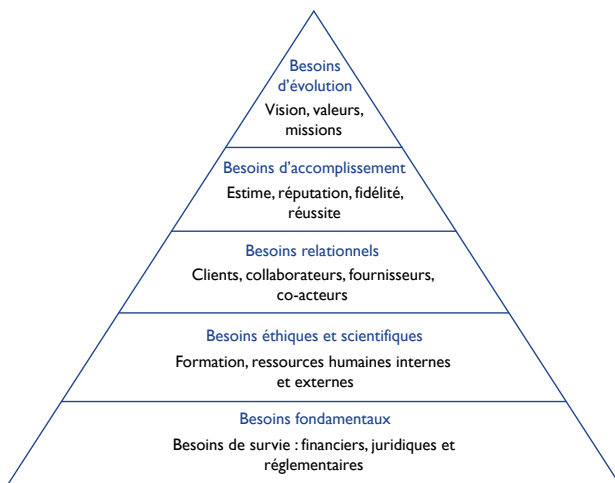 Besoins
d'évolution
Vision, valeurs,
missions
Besoins d'accomplissement
Estime, réputation, fidélité,
réussite
Besoins relationnels
Clients, collaborateurs, fournisseurs,
co-acteurs
Besoins éthiques et scientifiques
Formation, ressources humaines internes
et externes
Besoins fondamentaux
Besoins de survie : financiers, juridiques et
réglementaires